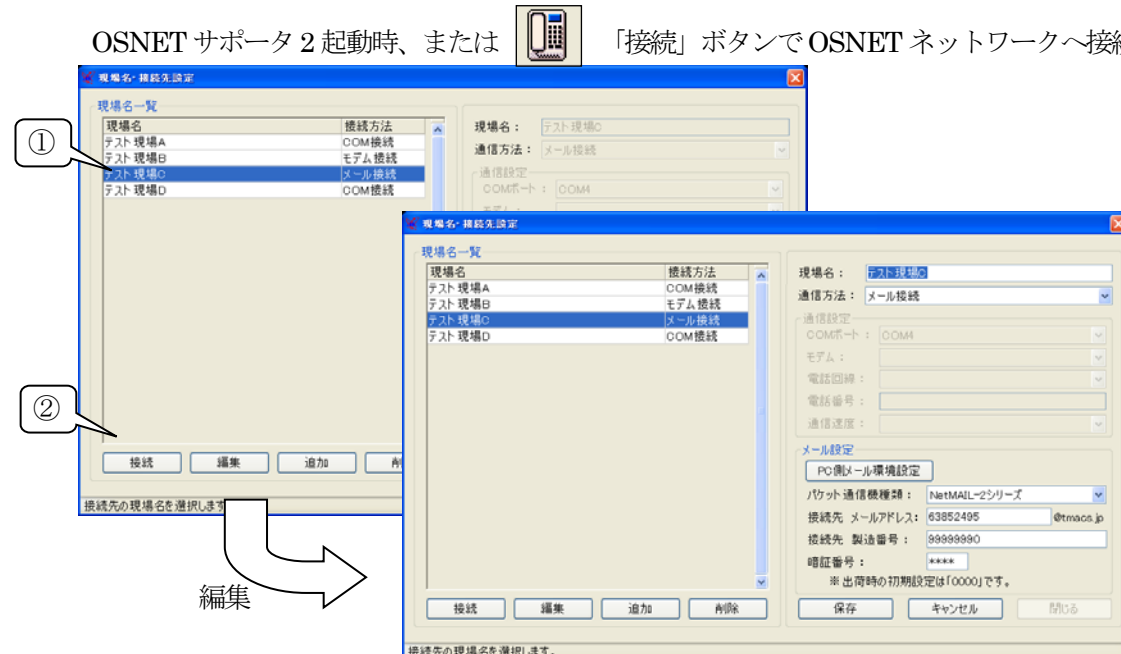 OSNET サポータ 2 起動時、または 「接続」ボタンで OSNET ネットワークへ接続
現場名・接続先設定
現場名一覧
現場名 接続方法
テスト現場A COM接続
テスト現場B モデム接続
テスト現場C メール接続
テスト現場D COM接続
現場名： テスト現場C
通信方法： メール接続
通信設定
COMポート ： COM4
①
②
接続 編集 追加
接続先の現場名を選択します
編集
現場名・接続先設定
現場名一覧
現場名 接続方法
テスト現場A COM接続
テスト現場B モデム接続
テスト現場C メール接続
テスト現場D COM接続
接続 編集 追加 削除
接続先の現場名を選択します。
現場名： テスト現場C
通信方法： メール接続
通信設定
COMポート ： COM4
モデム：
電話回線：
電話番号：
通信速度：
メール設定
PC側メール環境設定
パケット通信機種類： NetMAIL-2シリーズ
接続先 メールアドレス： 63852495 @tmacs.jp
接続先 製造番号： 99999990
暗証番号： ****
※出荷時の初期設定は「0000」です。
保存 キャンセル 閉じる